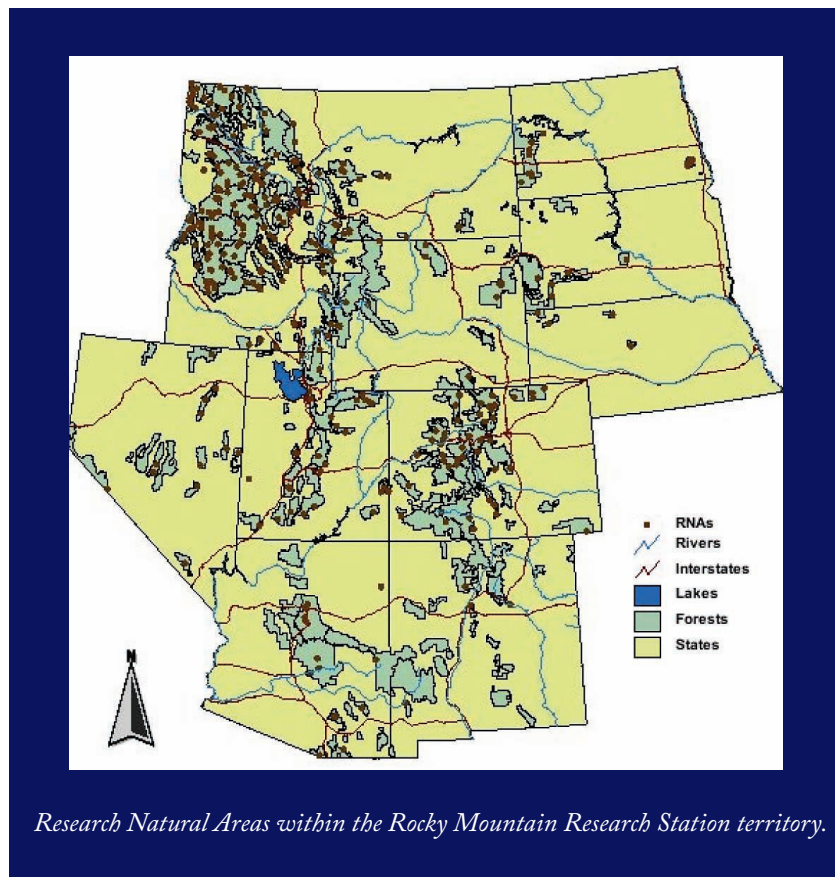 RNAs
Rivers
Interstates
Lakes
Forests
States
N
Research Natural Areas within the Rocky Mountain Research Station territory.